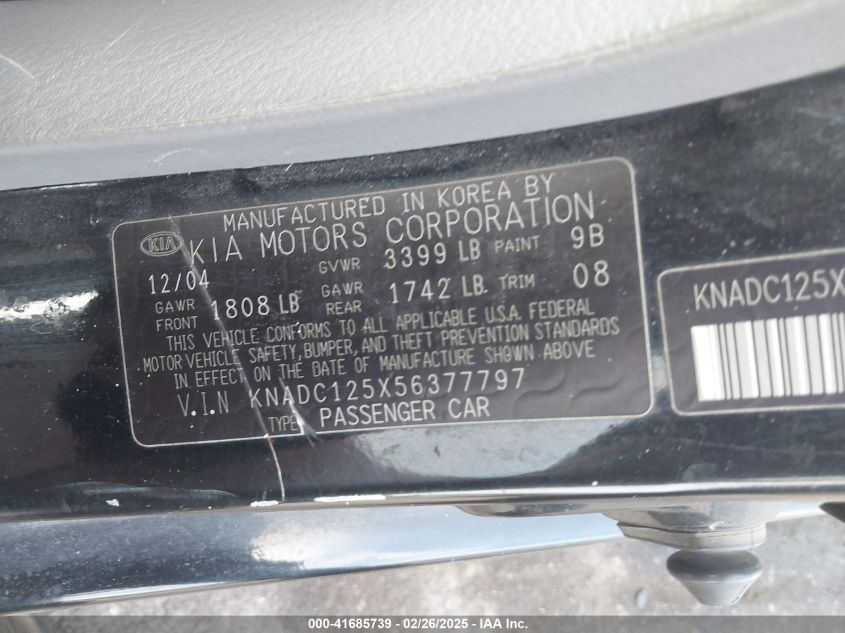 MANUFACTURED IN KOREA BY
KIA KIA MOTORS CORPORATION
12/04 GVWR 3399 LB PAINT 9B
GAWR FRONT 1808 LB GAWR REAR 1742 LB. TRIM 08
THIS VEHICLE CONFORMS TO ALL APPLICABLE U.S.A. FEDERAL
MOTOR VEHICLE SAFETY, BUMPER, AND THEFT PREVENTION STANDARDS
IN EFFECT ON THE DATE OF MANUFACTURE SHOWN ABOVE
V.I.N KNADC125X56377797
TYPE PASSENGER CAR
KNADC125X
000-41685739 - 02/26/2025 - IAA Inc.